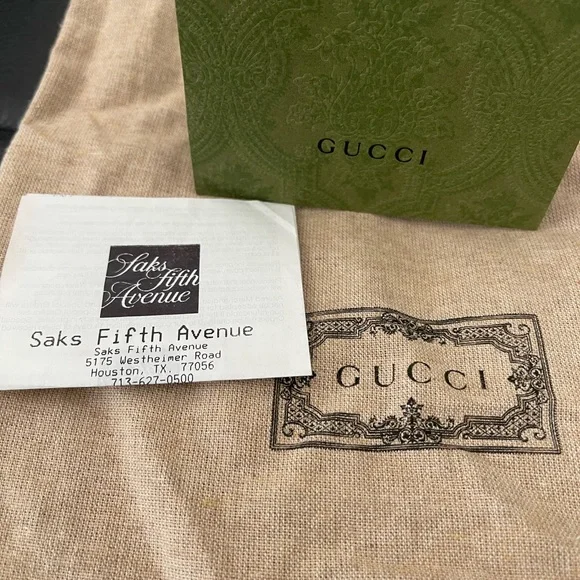 GUCCI
Saks
Fifth
Avenue
Saks Fifth Avenue
Saks Fifth Avenue
5175 Westheimer Road
Houston, TX, 77056
713-627-0500
GUCCI